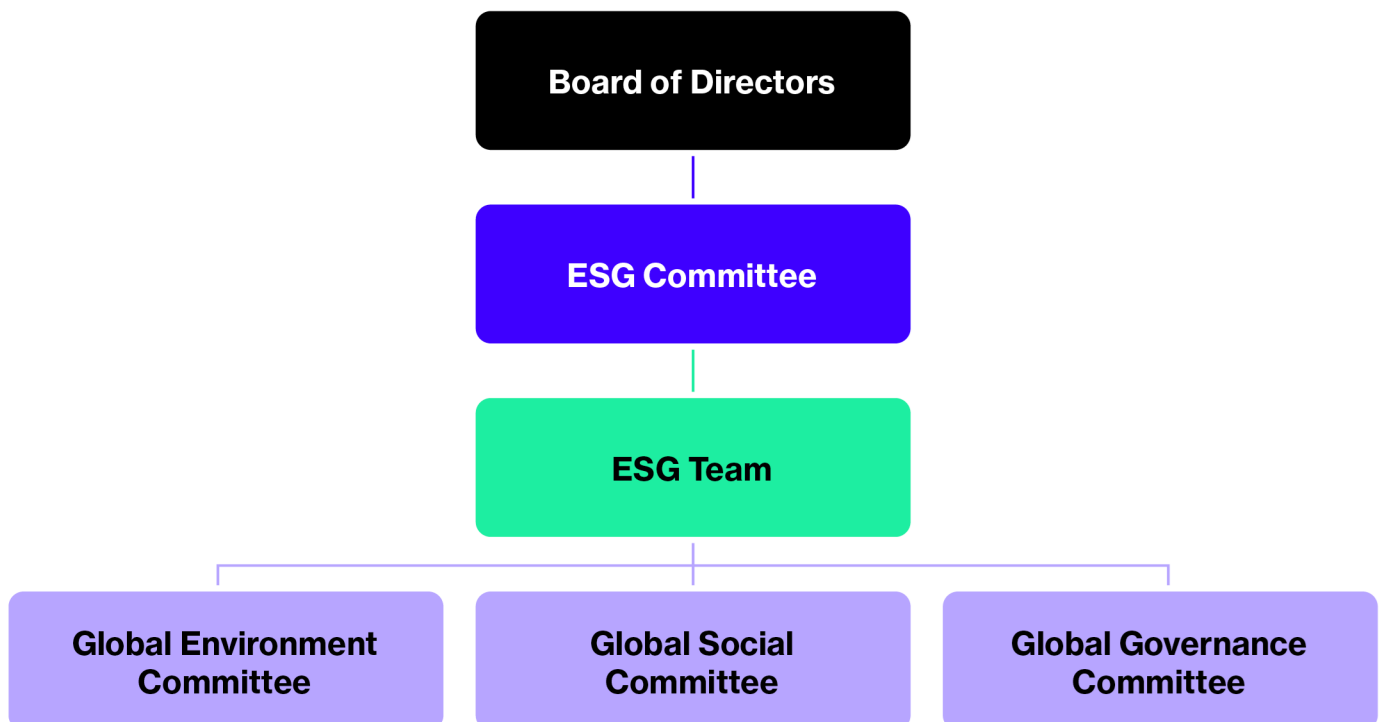 Board of Directors
ESG Committee
ESG Team
Global Environment
Committee
Global Social
Committee
Global Governance
Committee